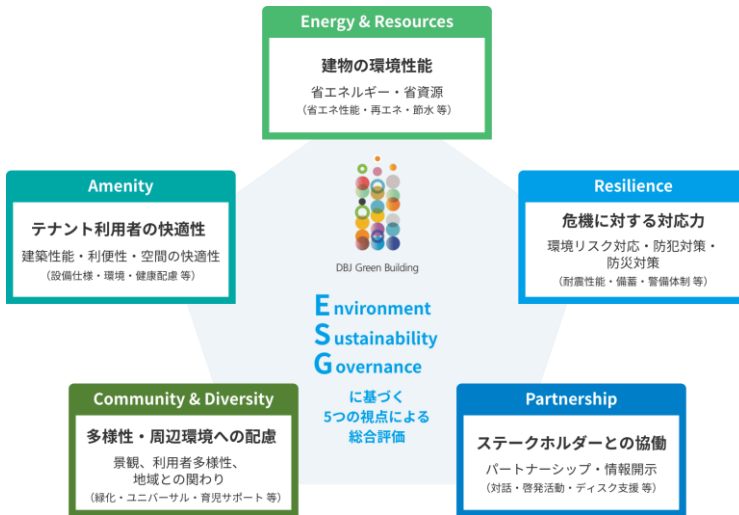 Energy & Resources
建物の環境性能
省エネルギー・省資源
（省エネ性能・再エネ・節水 等）
Amenity
テナント利用者の快適性
建築性能・利便性・空間の快適性
（設備仕様・環境・健康配慮 等）
Resilience
危機に対する対応力
環境リスク対応・防犯対策・
防災対策
（耐震性能・備蓄・警備体制 等）
DBJ Green Building
Environment
Sustainability
Governance
に基づく
5つの視点による
総合評価
Community & Diversity
多様性・周辺環境への配慮
景観、利用者多様性、
地域との関わり
（緑化・ユニバーサル・育児サポート 等）
Partnership
ステークホルダーとの協働
パートナーシップ・情報開示
（対話・啓発活動・ディスク支援 等）